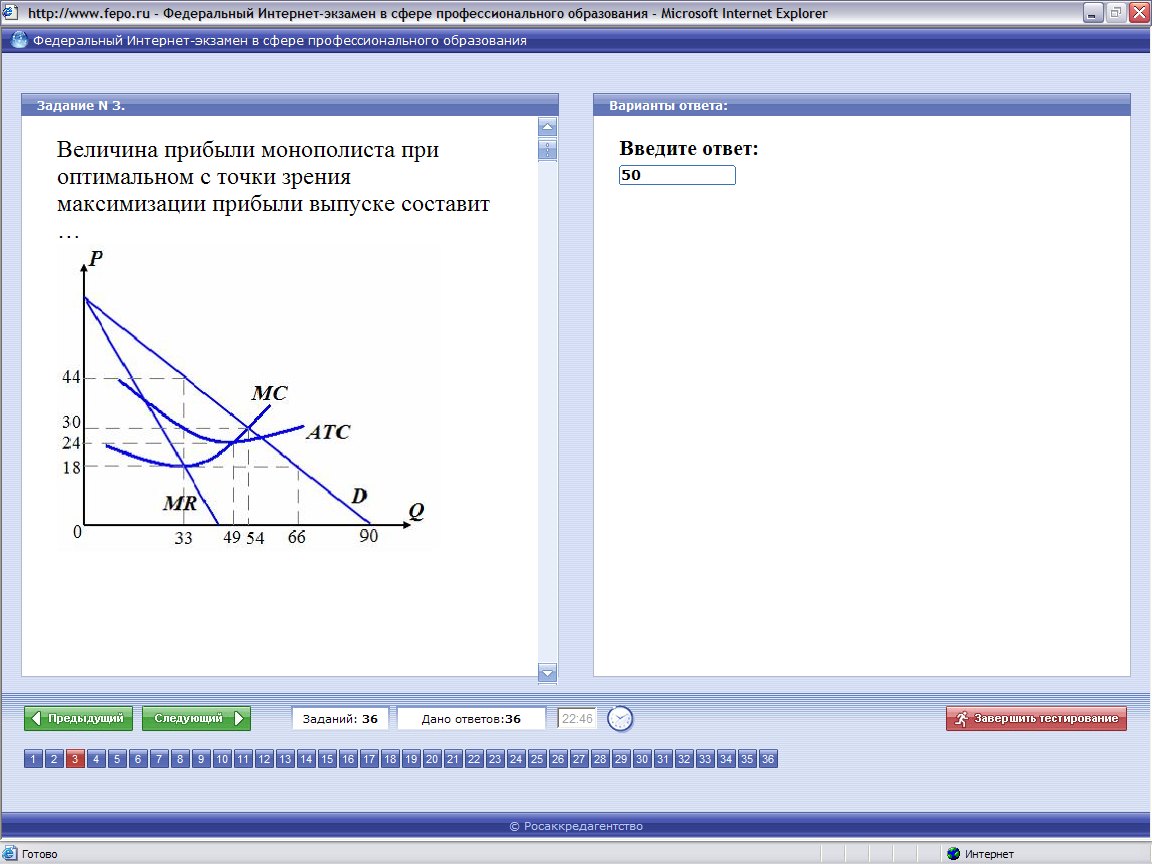 http://www.fepo.ru - Федеральный Интернет-экзамен в сфере профессионального образования - Microsoft Internet Explorer
Федеральный Интернет-экзамен в сфере профессионального образования
Задание N 3.
Величина прибыли монополиста при
оптимальном с точки зрения
максимизации прибыли выпуске составит
…
P
44
30
24
18
0
MC
ATC
MR
D
Q
33 49 54 66 90
Варианты ответа:
Введите ответ:
50
Предыдущий Следующий Заданий: 36 Дано ответов:36 22:46 Завершить тестирование
1 2 3 4 5 6 7 8 9 10 11 12 13 14 15 16 17 18 19 20 21 22 23 24 25 26 27 28 29 30 31 32 33 34 35 36
© Росаккредагентство
Готово Интернет